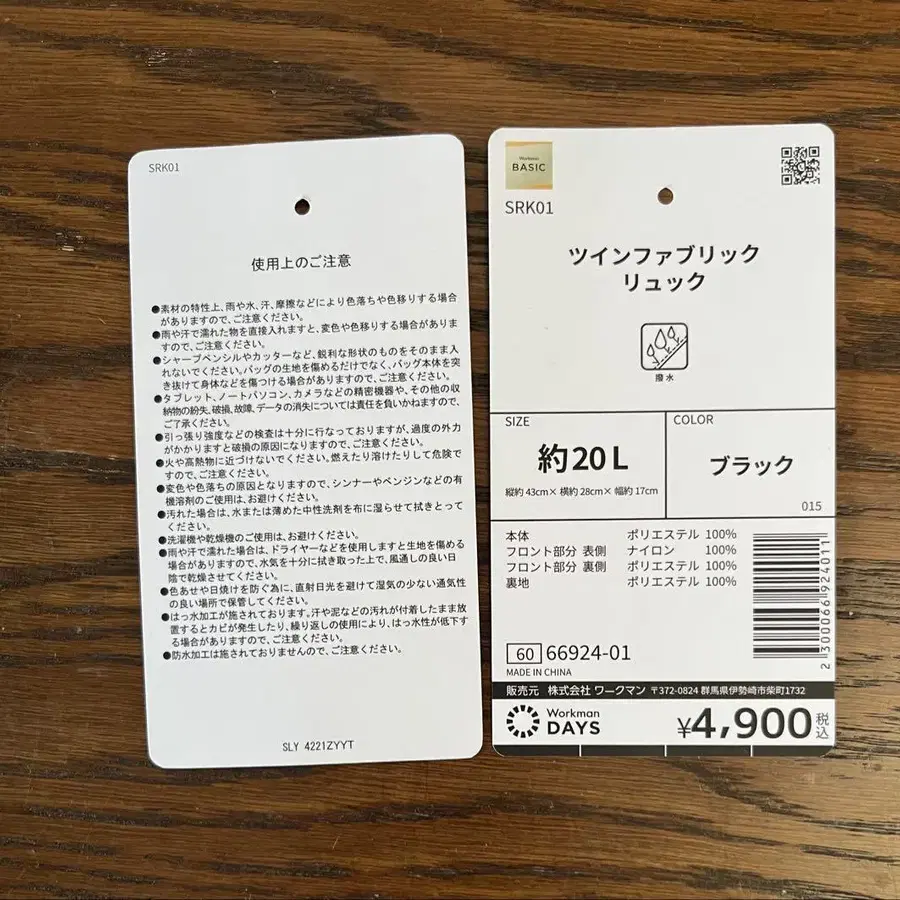 SRK01
使用上のご注意
●素材の特性上、雨や水、汗、摩擦などにより色落ちや色移りする場合
がありますので、ご注意ください。
●雨や汗で濡れた物を直接入れますと、変色や色移りする場合がありま
すので、ご注意ください。
●シャープペンシルやカッターなど、鋭利な形状のものをそのまま入
れないでください。バッグの生地を傷めるだけでなく、バッグ本体を突
き抜けて身体などを傷つける場合がありますので、ご注意ください。
●タブレット、ノートパソコン、カメラなどの精密機器や、その他の収
納物の紛失、破損、故障、データの消失については責任を負いかねますので、
ご了承ください。
●引っ張り強度などの検査は十分に行なっておりますが、過度の外力
がかかりますと破損の原因になりますので、ご注意ください。
●火や高熱物に近づけないでください。燃えたり溶けたりして危険で
すので、ご注意ください。
●変色や色落ちの原因となりますので、シンナーやベンジンなどの有
機溶剤のご使用は、お避けください。
●汚れた場合は、水または薄めた中性洗剤を布に湿らせて拭きとって
ください。
●洗濯機や乾燥機のご使用は、お避けください。
●雨や汗で濡れた場合は、ドライヤーなどを使用しますと生地を傷める
場合がありますので、水気を十分に拭き取った上で、風通しの良い日
陰で乾燥させてください。
●色あせや日焼けを防ぐ為に、直射日光を避けて湿気の少ない通気性
の良い場所で保管してください。
●はっ水加工が施されております。汗や泥などの汚れが付着したまま放
置するとカビが発生したり、繰り返しの使用により、はっ水性が低下す
る場合がありますので、ご注意ください。
●防水加工は施されておりませんので、ご注意ください。
SLY 4221ZYYT
Workman
BASIC
SRK01
ツインファブリック
リュック
撥水
SIZE
約20L
縦約 43cm× 横約 28cm× 幅約 17cm
COLOR
ブラック
015
本体 ポリエステル 100%
フロント部分 表側 ナイロン 100%
フロント部分 裏側 ポリエステル 100%
裏地 ポリエステル 100%
2300066924011
60 66924-01
MADE IN CHINA
販売元 株式会社 ワークマン 〒372-0824 群馬県伊勢崎市柴町1732
Workman
DAYS
¥4,900税込